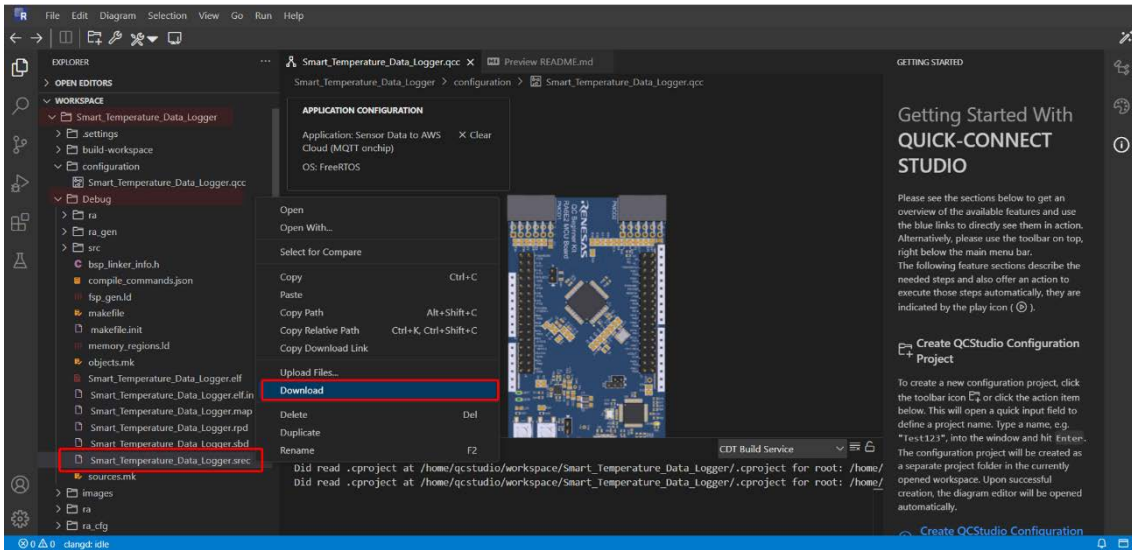 File Edit Diagram Selection View Go Run Help
EXPLORER
OPEN EDITORS
WORKSPACE
Smart_Temperature_Data_Logger
.settings
build-workspace
configuration
Smart_Temperature_Data_Logger.qcc
Debug
ra
ra_gen
src
bsp_linker_info.h
compile_commands.json
fsp_gen.ld
makefile
makefile.init
memory_regions.ld
objects.mk
Smart_Temperature_Data_Logger.elf
Smart_Temperature_Data_Logger.elf.in
Smart_Temperature_Data_Logger.map
Smart_Temperature_Data_Logger.rpd
Smart_Temperature_Data_Logger.sbd
Smart_Temperature_Data_Logger.srec
sources.mk
images
ra
ra_cfg
Smart_Temperature_Data_Logger.qcc
Preview README.md
Smart_Temperature_Data_Logger > configuration > Smart_Temperature_Data_Logger.qcc
APPLICATION CONFIGURATION
Application: Sensor Data to AWS
Cloud (MQTT onchip)
X Clear
OS: FreeRTOS
Open
Open With...
Select for Compare
Copy Ctrl+C
Paste
Copy Path Alt+Shift+C
Copy Relative Path Ctrl+K, Ctrl+Shift+C
Copy Download Link
Upload Files...
Download
Delete Del
Duplicate
Rename F2
RENESAS
QC Beginner Kit
RA6E2 MCU Board
CDT Build Service
Did read .cproject at /home/qcstudio/workspace/Smart_Temperature_Data_Logger/.cproject for root: /home/
Did read .cproject at /home/qcstudio/workspace/Smart_Temperature_Data_Logger/.cproject for root: /home/
GETTING STARTED
Getting Started With
QUICK-CONNECT
STUDIO
Please see the sections below to get an
overview of the available features and use
the blue links to directly see them in action.
Alternatively, please use the toolbar on top,
right below the main menu bar.
The following feature sections describe the
needed steps and also offer an action to
execute those steps automatically, they are
indicated by the play icon ( ).
Create QCStudio Configuration
Project
To create a new configuration project, click
the toolbar icon or click the action item
below. This will open a quick input field to
define a project name. Type a name, e.g.
"Test123", into the window and hit Enter.
The configuration project will be created as
a separate project folder in the currently
opened workspace. Upon successful
creation, the diagram editor will be opened
automatically.
Create QCStudio Configuration
0 0 clangd: idle